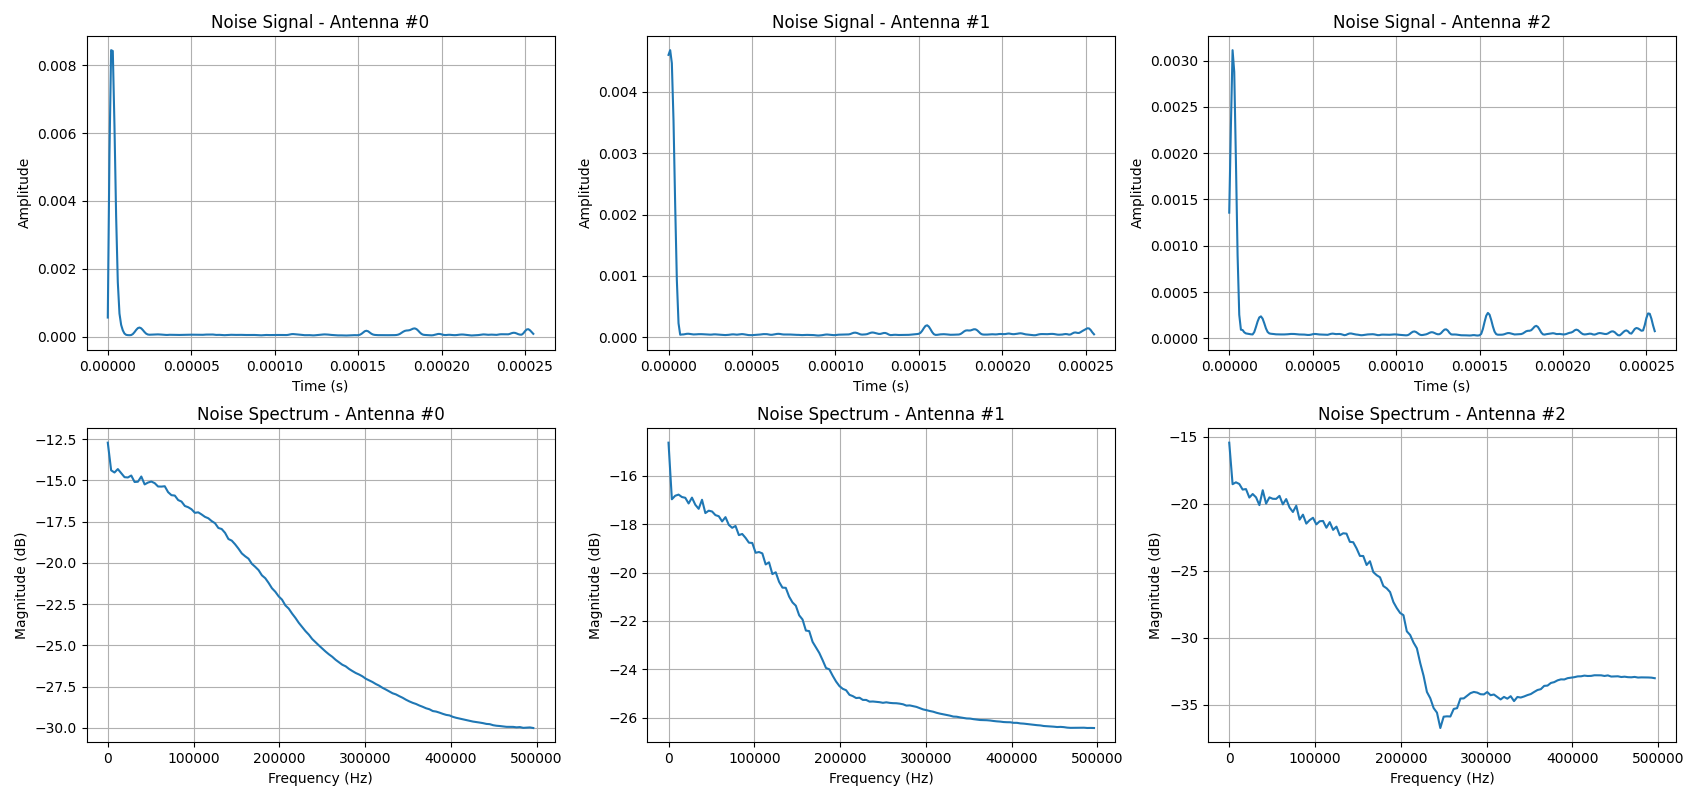 Noise Signal - Antenna #0
Noise Signal - Antenna #1
Noise Signal - Antenna #2
Amplitude
0.008
0.006
0.004
0.002
0.000
0.00000 0.00005 0.00010 0.00015 0.00020 0.00025
Time (s)
Amplitude
0.004
0.003
0.002
0.001
0.000
0.00000 0.00005 0.00010 0.00015 0.00020 0.00025
Time (s)
Amplitude
0.0030
0.0025
0.0020
0.0015
0.0010
0.0005
0.0000
0.00000 0.00005 0.00010 0.00015 0.00020 0.00025
Time (s)
Noise Spectrum - Antenna #0
Noise Spectrum - Antenna #1
Noise Spectrum - Antenna #2
Magnitude (dB)
−12.5
−15.0
−17.5
−20.0
−22.5
−25.0
−27.5
−30.0
0 100000 200000 300000 400000 500000
Frequency (Hz)
Magnitude (dB)
−16
−18
−20
−22
−24
−26
0 100000 200000 300000 400000 500000
Frequency (Hz)
Magnitude (dB)
−15
−20
−25
−30
−35
0 100000 200000 300000 400000 500000
Frequency (Hz)